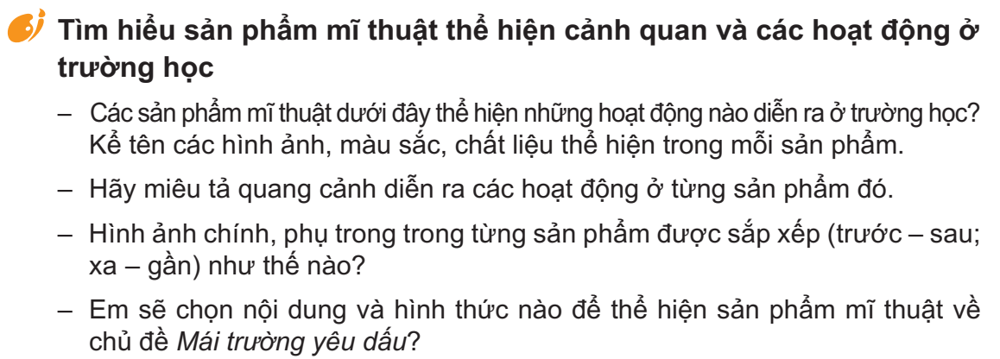 Tìm hiểu sản phẩm mĩ thuật thể hiện cảnh quan và các hoạt động ở
trường học
– Các sản phẩm mĩ thuật dưới đây thể hiện những hoạt động nào diễn ra ở trường học?
Kể tên các hình ảnh, màu sắc, chất liệu thể hiện trong mỗi sản phẩm.
– Hãy miêu tả quang cảnh diễn ra các hoạt động ở từng sản phẩm đó.
– Hình ảnh chính, phụ trong trong từng sản phẩm được sắp xếp (trước – sau;
xa – gần) như thế nào?
– Em sẽ chọn nội dung và hình thức nào để thể hiện sản phẩm mĩ thuật về
chủ đề Mái trường yêu dấu?